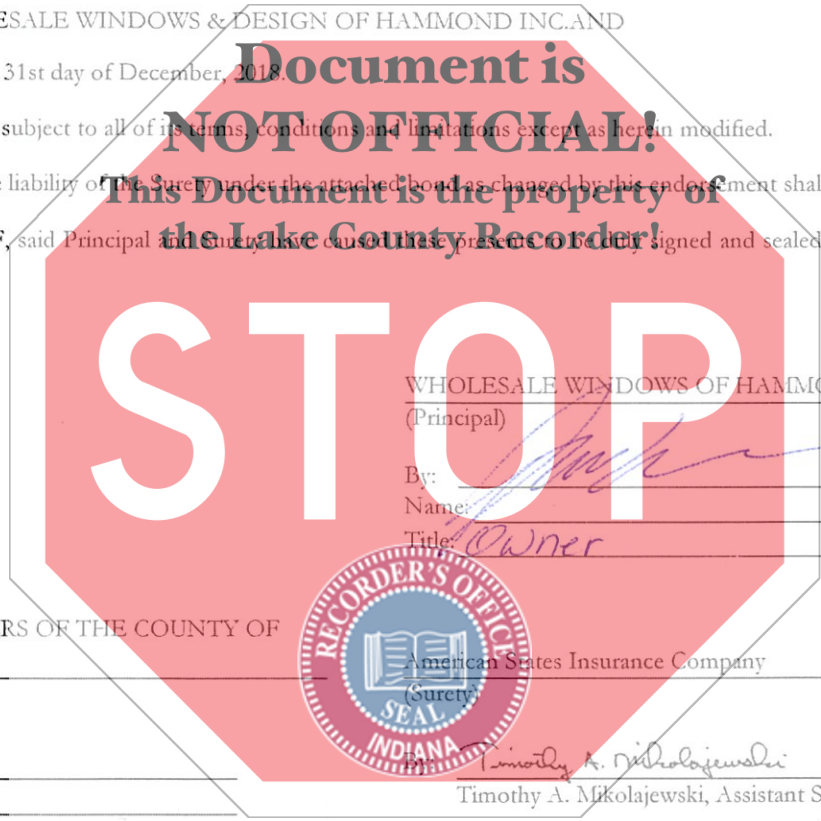 ESALE WINDOWS & DESIGN OF HAMMOND INC.AND
Document is
31st day of December, 2018.
NOT OFFICIAL!
subject to all of its terms, conditions and limitations except as herein modified.
This Document is the property of
e liability of the Surety under the attached bond as changed by this endorsement shal
the Lake County Recorder!
F, said Principal and Surety have caused these presents to be duly signed and sealed
STOP
WHOLESALE WINDOWS OF HAMMO
(Principal)
By:
Name:
Title: Owner
RECORDER'S OFFICE
SEAL
INDIANA
RS OF THE COUNTY OF
American States Insurance Company
(Surety)
By: Timothy A. Mikolajewski
Timothy A. Mikolajewski, Assistant S